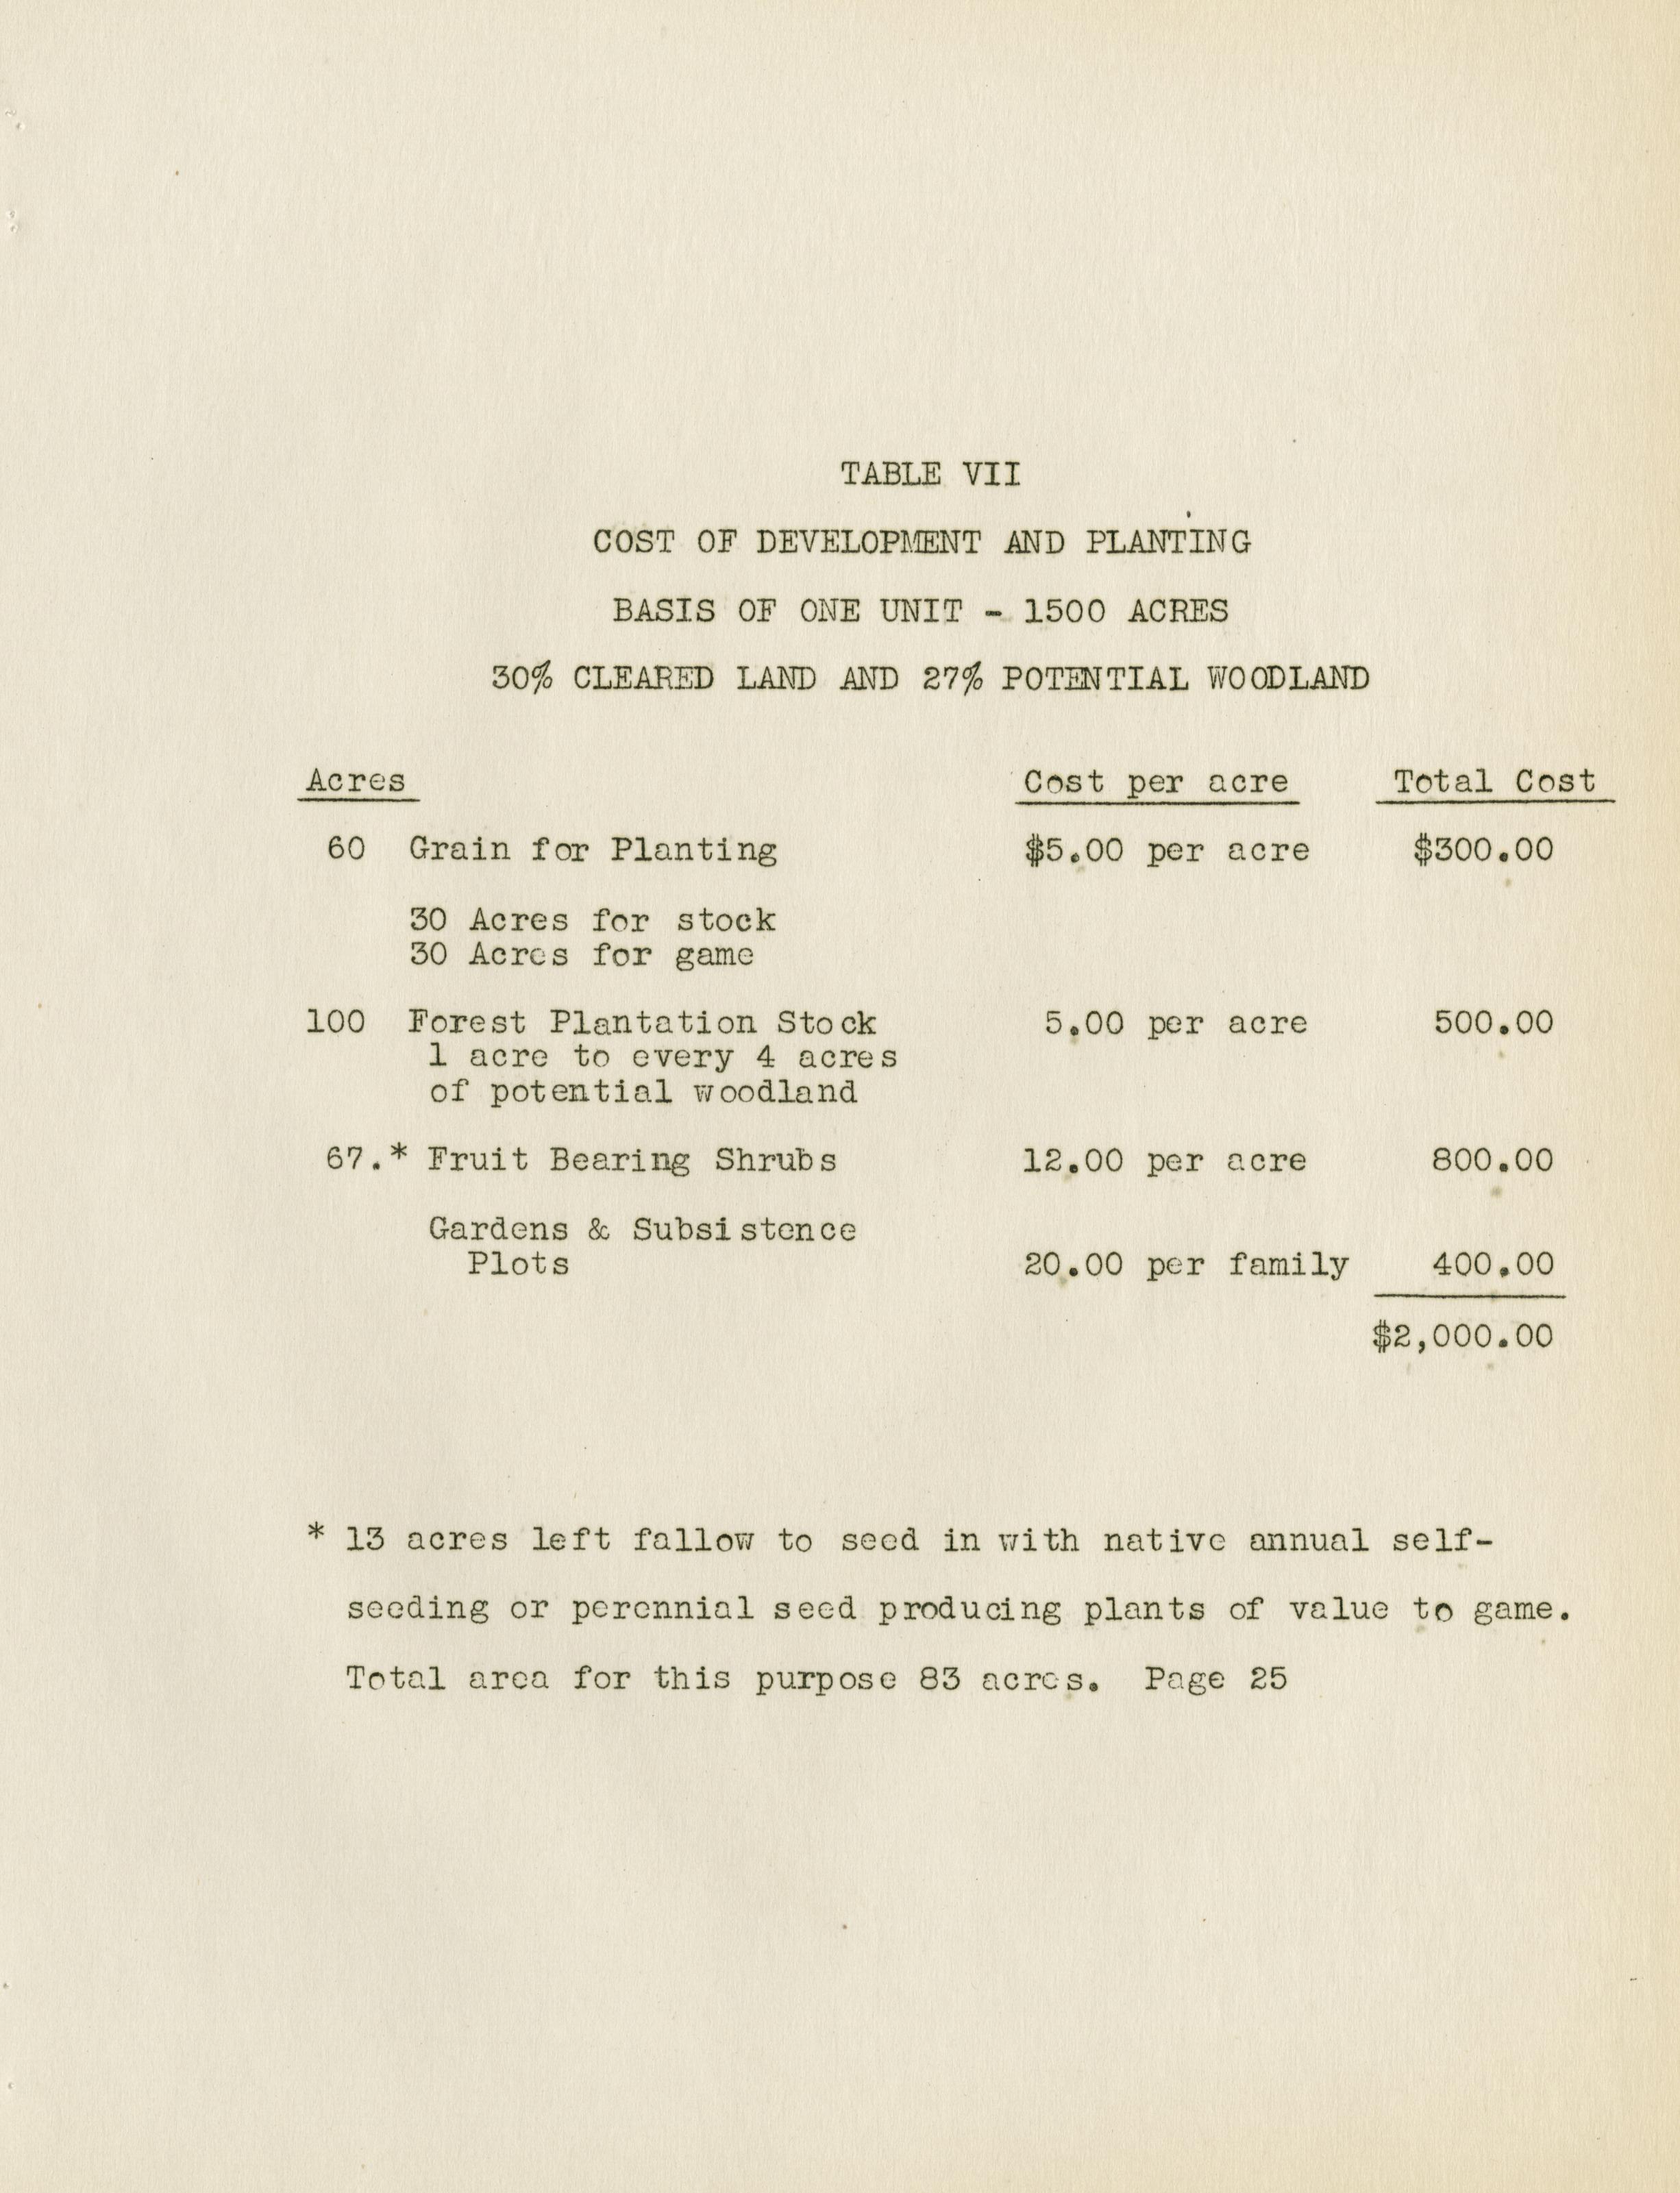 TABLE VII
COST OF DEVELOPMENT AND PLANTING
BASIS OF ONE UNIT - 1500 ACRES
30% CLEARED LAND AND 27% POTENTIAL WOODLAND
Acres Cost per acre Total Cost
60 Grain for Planting $5.00 per acre $300.00
30 Acres for stock
30 Acres for game
100 Forest Plantation Stock 5.00 per acre 500.00
1 acre to every 4 acres
of potential woodland
67.* Fruit Bearing Shrubs 12.00 per acre 800.00
Gardens & Subsistence
Plots 20.00 per family 400.00
$2,000.00
* 13 acres left fallow to seed in with native annual self-
seeding or perennial seed producing plants of value to game.
Total area for this purpose 83 acres. Page 25